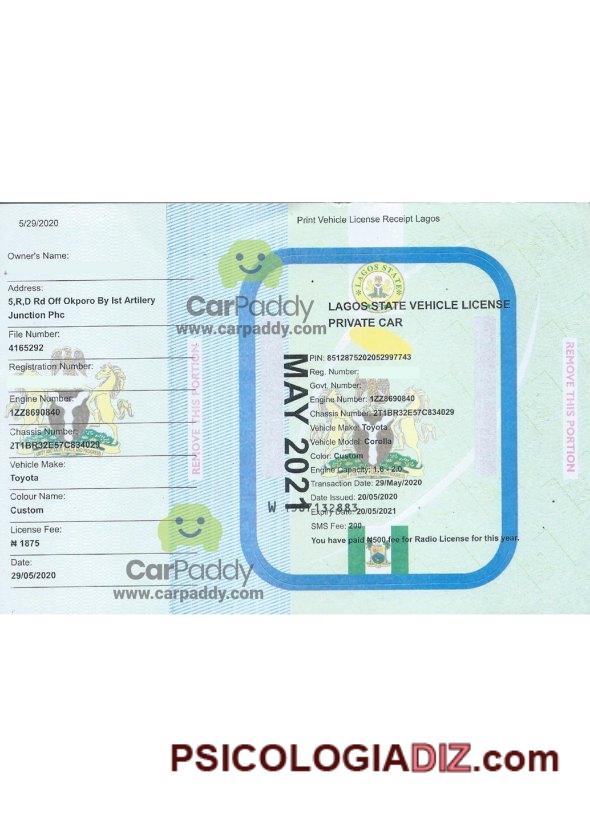 5/29/2020
Owner's Name:
Address:
5,R,D Rd Off Okporo By Ist Artilery
Junction Phc
File Number:
4165292
Registration Number:
Engine Number:
1ZZ8690840
Chassis Number:
2T1BR32E57C834029
Vehicle Make:
Toyota
Colour Name:
Custom
License Fee:
₦ 1875
Date:
29/05/2020
REMOVE THIS PORTION
CarPaddy
www.carpaddy.com
CarPaddy
www.carpaddy.com
Print Vehicle License Receipt Lagos
LAGOS STATE
LAGOS STATE VEHICLE LICENSE
PRIVATE CAR
MAY 2021
PIN: 8512875202052997743
Reg. Number:
Govt. Number:
Engine Number: 1ZZ8690840
Chassis Number: 2T1BR32E57C834029
Vehicle Make: Toyota
Vehicle Model: Corolla
Color: Custom
Engine Capacity: 1.6 - 2.0
Transaction Date: 29/May/2020
Date Issued: 20/05/2020
Expiry Date: 20/05/2021
SMS Fee: 200
You have paid ₦500 fee for Radio License for this year.
REMOVE THIS PORTION
PSICOLOGIADIZ.com